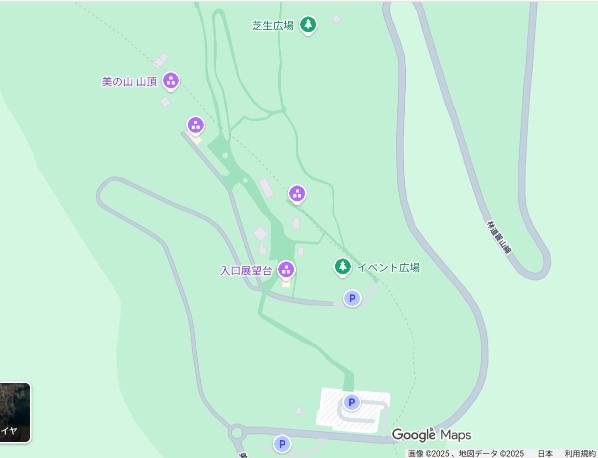 芝生広場
美の山 山頂
林道蓑山線
入口展望台
イベント広場
P
P
P
イヤ
Google Maps
画像 ©2025、地図データ ©2025 日本 利用規約